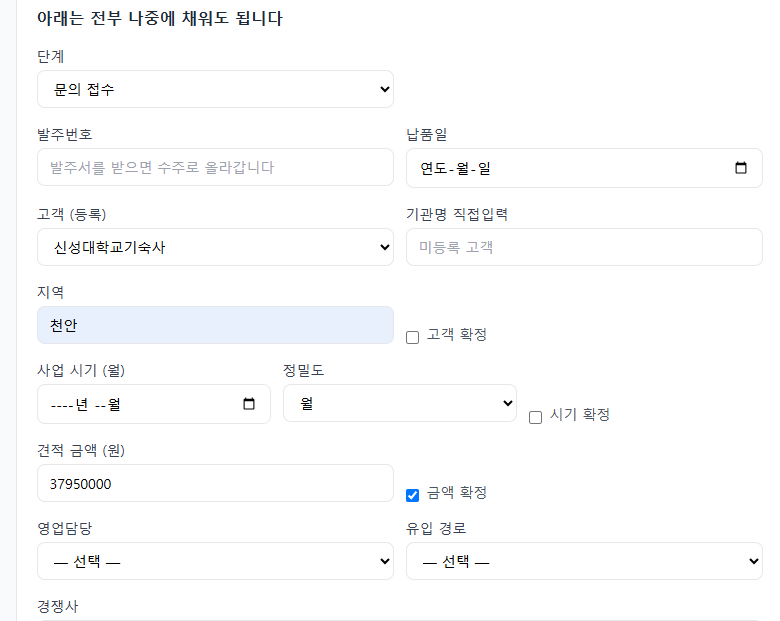 아래는 전부 나중에 채워도 됩니다
단계
문의 접수
발주번호 납품일
발주서를 받으면 수주로 올라갑니다 연도-월-일
고객 (등록) 기관명 직접입력
신성대학교기숙사 미등록 고객
지역
천안 고객 확정
사업 시기 (월) 정밀도
----년 --월 월 시기 확정
견적 금액 (원)
37950000 금액 확정
영업담당 유입 경로
— 선택 — — 선택 —
경쟁사